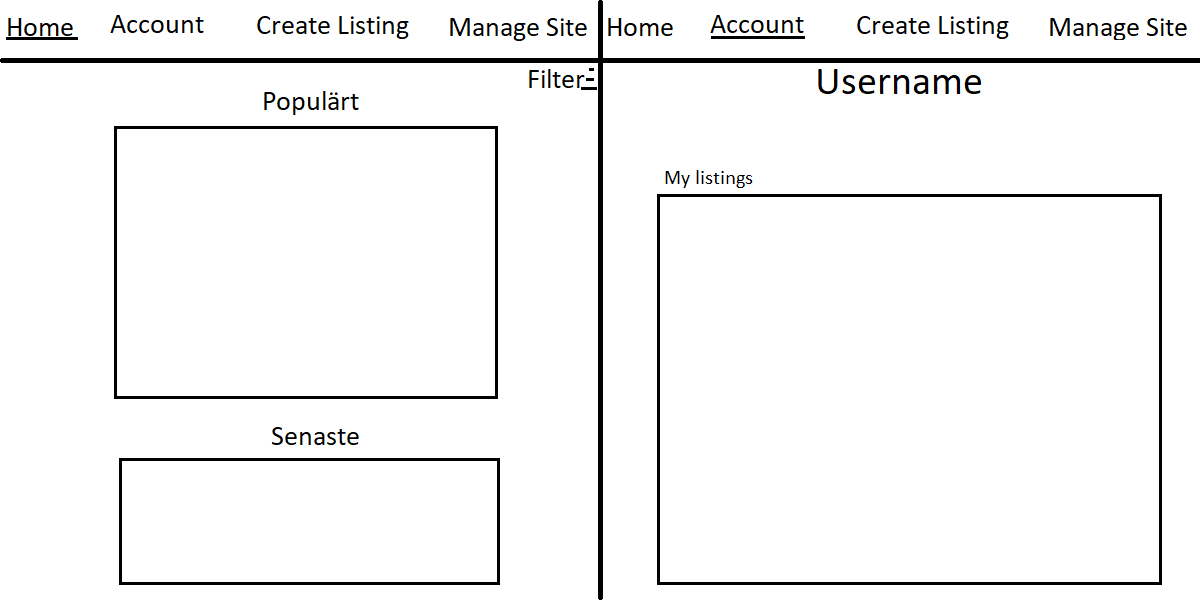 Home Account Create Listing Manage Site
Filter
Populärt
Senaste
Home Account Create Listing Manage Site
Username
My listings